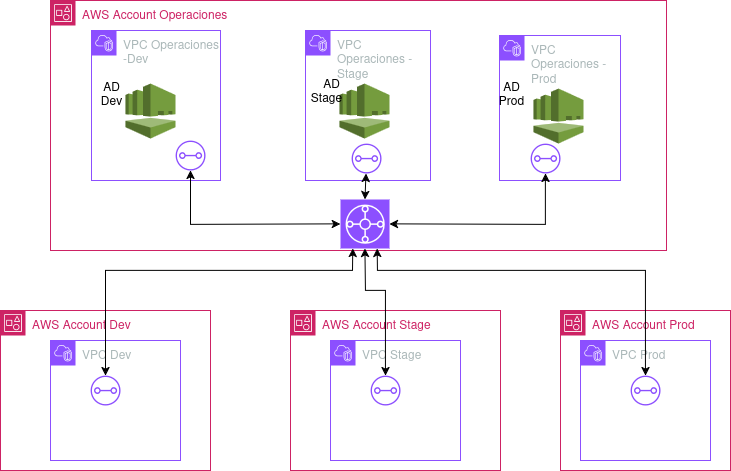 AWS Account Operaciones
VPC Operaciones
-Dev
AD
Dev
VPC
Operaciones -
Stage
AD
Stage
VPC
Operaciones -
Prod
AD
Prod
AWS Account Dev
VPC Dev
AWS Account Stage
VPC Stage
AWS Account Prod
VPC Prod